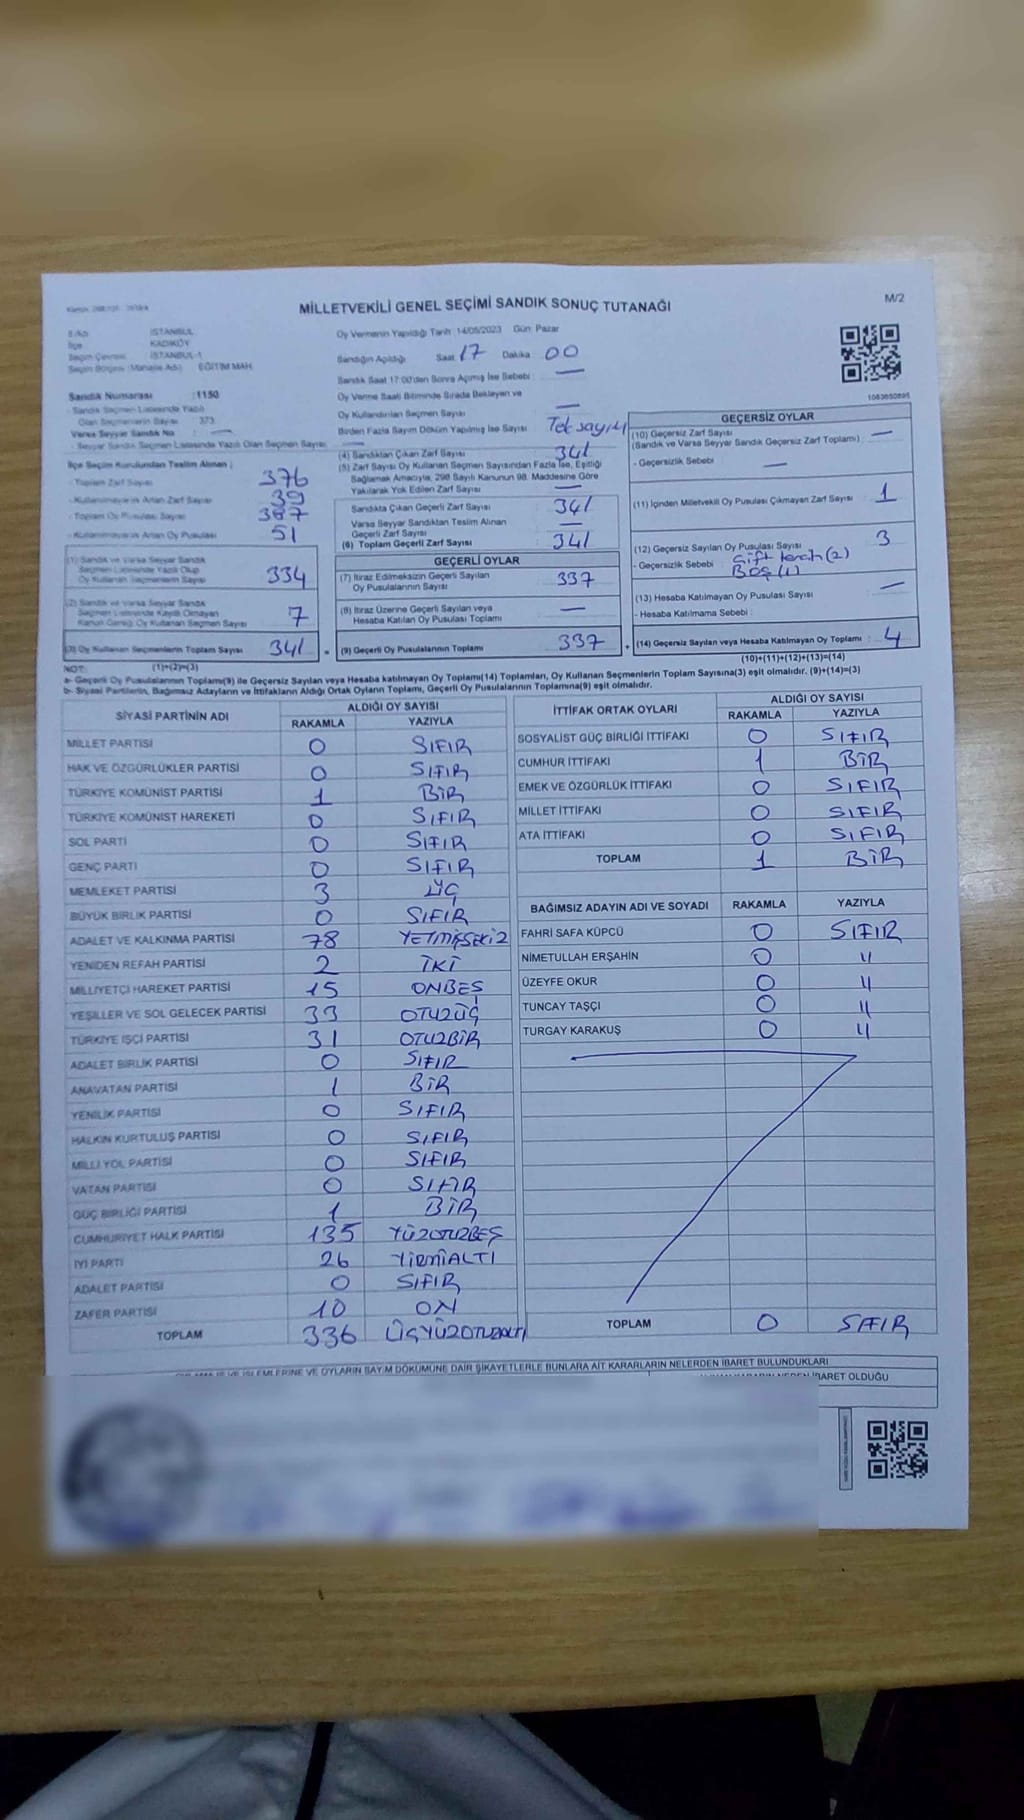 MİLLETVEKİLİ GENEL SEÇİMİ SANDIK SONUÇ TUTANAĞI
M/2
İSTANBUL
İlçe KADIKÖY
İSTANBUL-1
EĞİTİM MAH.
Sandık Numarası :1150
- Sandık Seçmen Listesinde Yazılı
Olan Seçmenlerin Sayısı 373
Varsa Seyyar Sandık No
- Seyyar Sandık Seçmen Listesinde Yazılı Olan Seçmen Sayısı
İlçe Seçim Kurulundan Teslim Alınan ;
- Toplam Zarf Sayısı 376
- Kullanılmayarak Artan Zarf Sayısı 39
- Toplam Oy Pusulası Sayısı 387
- Kullanılmayarak Artan Oy Pusulası 51
(1) Sandık ve Varsa Seyyar Sandık
Seçmen Listesinde Yazılı Olup
Oy Kullanan Seçmenlerin Sayısı 334
(2) Sandık ve Varsa Seyyar Sandık
Seçmen Listesinde Kaydı Olmayan
Kanun Gereği Oy Kullanan Seçmen Sayısı 7
(3) Oy Kullanan Seçmenlerin Toplam Sayısı 341
(1)+(2)=(3)
Oy Vermenin Yapıldığı Tarih: 14/05/2023 Gün: Pazar
Sandığın Açıldığı Saat 17 Dakika 00
Sandık Saat 17:00'den Sonra Açılmış İse Sebebi : —
Oy Verme Saati Bitiminde Sırada Bekleyen ve
Oy Kullandırılan Seçmen Sayısı —
Birden Fazla Sayım Döküm Yapılmış İse Sayısı Tek sayım
(4) Sandıktan Çıkan Zarf Sayısı 341
(5) Zarf Sayısı Oy Kullanan Seçmen Sayısından Fazla İse, Eşitliği
Sağlamak Amacıyla, 298 Sayılı Kanunun 98. Maddesine Göre
Yakılarak Yok Edilen Zarf Sayısı —
Sandıkta Çıkan Geçerli Zarf Sayısı : 341
Varsa Seyyar Sandıktan Teslim Alınan
Geçerli Zarf Sayısı —
(6) Toplam Geçerli Zarf Sayısı : 341
GEÇERLİ OYLAR
(7) İtiraz Edilmeksizin Geçerli Sayılan
Oy Pusulalarının Sayısı : 337
(8) İtiraz Üzerine Geçerli Sayılan veya
Hesaba Katılan Oy Pusulası Toplamı —
(9) Geçerli Oy Pusulalarının Toplamı : 337
1083650895
GEÇERSİZ OYLAR
(10) Geçersiz Zarf Sayısı
(Sandık ve Varsa Seyyar Sandık Geçersiz Zarf Toplamı) : —
- Geçersizlik Sebebi : —
(11) İçinden Milletvekil Oy Pusulası Çıkmayan Zarf Sayısı : 1
(12) Geçersiz Sayılan Oy Pusulası Sayısı 3
- Geçersizlik Sebebi : Çift tercih (2)
Boş (1)
(13) Hesaba Katılmayan Oy Pusulası Sayısı : —
- Hesaba Katılmama Sebebi :
(14) Geçersiz Sayılan veya Hesaba Katılmayan Oy Toplamı : 4
(10)+(11)+(12)+(13)=(14)
NOT:
a- Geçerli Oy Pusulalarının Toplamı(9) ile Geçersiz Sayılan veya Hesaba katılmayan Oy Toplamı(14) Toplamları, Oy Kullanan Seçmenlerin Toplam Sayısına(3) eşit olmalıdır. (9)+(14)=(3)
b- Siyasi Partilerin, Bağımsız Adayların ve İttifakların Aldığı Ortak Oyların Toplamı, Geçerli Oy Pusulalarının Toplamına(9) eşit olmalıdır.
SİYASİ PARTİNİN ADI ALDIĞI OY SAYISI
RAKAMLA YAZIYLA
MİLLET PARTİSİ 0 SIFIR
HAK VE ÖZGÜRLÜKLER PARTİSİ 0 SIFIR
TÜRKİYE KOMÜNİST PARTİSİ 1 BİR
TÜRKİYE KOMÜNİST HAREKETİ 0 SIFIR
SOL PARTİ 0 SIFIR
GENÇ PARTİ 0 SIFIR
MEMLEKET PARTİSİ 3 ÜÇ
BÜYÜK BİRLİK PARTİSİ 0 SIFIR
ADALET VE KALKINMA PARTİSİ 78 YETMİŞSEKİZ
YENİDEN REFAH PARTİSİ 2 İKİ
MİLLİYETÇİ HAREKET PARTİSİ 15 ONBEŞ
YEŞİLLER VE SOL GELECEK PARTİSİ 33 OTUZÜÇ
TÜRKİYE İŞÇİ PARTİSİ 31 OTUZBİR
ADALET BİRLİK PARTİSİ 0 SIFIR
ANAVATAN PARTİSİ 1 BİR
YENİLİK PARTİSİ 0 SIFIR
HALKIN KURTULUŞ PARTİSİ 0 SIFIR
MİLLİ YOL PARTİSİ 0 SIFIR
VATAN PARTİSİ 0 SIFIR
GÜÇ BİRLİĞİ PARTİSİ 1 BİR
CUMHURİYET HALK PARTİSİ 135 YÜZOTUZBEŞ
İYİ PARTİ 26 YİRMİALTI
ADALET PARTİSİ 0 SIFIR
ZAFER PARTİSİ 10 ON
TOPLAM 336 ÜÇYÜZOTUZALTI
İTTİFAK ORTAK OYLARI ALDIĞI OY SAYISI
RAKAMLA YAZIYLA
SOSYALİST GÜÇ BİRLİĞİ İTTİFAKI 0 SIFIR
CUMHUR İTTİFAKI 1 BİR
EMEK VE ÖZGÜRLÜK İTTİFAKI 0 SIFIR
MİLLET İTTİFAKI 0 SIFIR
ATA İTTİFAKI 0 SIFIR
TOPLAM 1 BİR
BAĞIMSIZ ADAYIN ADI VE SOYADI RAKAMLA YAZIYLA
FAHRİ SAFA KÜPCÜ 0 SIFIR
NİMETULLAH ERŞAHİN 0 "
ÜZEYFE OKUR 0 "
TUNCAY TAŞÇI 0 "
TURGAY KARAKUŞ 0 "
TOPLAM 0 SIFIR
OYLARIN SAYIM DÖKÜMÜNE DAİR ŞİKAYETLERLE BUNLARA AİT KARARLARIN NELERDEN İBARET BULUNDUKLARI
İBARET OLDUĞU